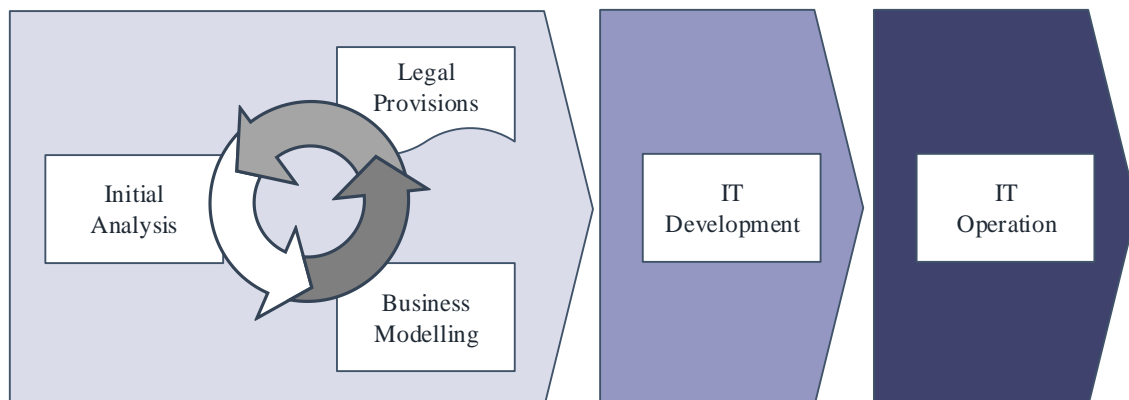 Legal
Provisions
Initial
Analysis
Business
Modelling
IT
Development
IT
Operation